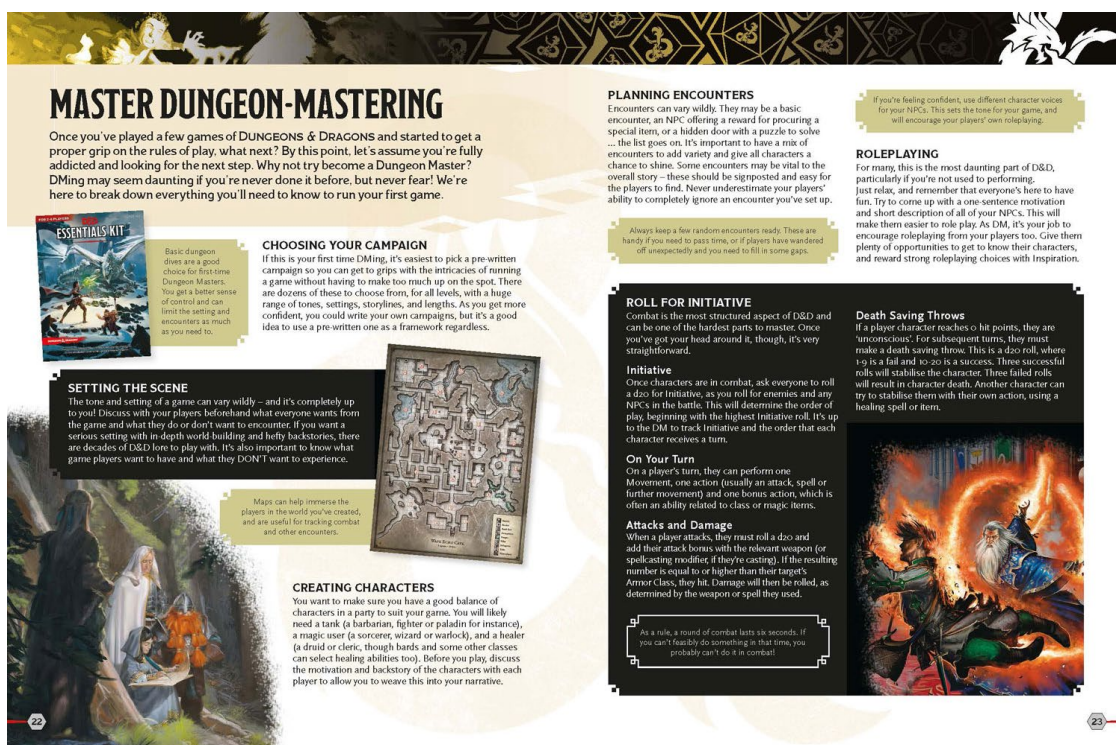 MASTER DUNGEON-MASTERING
Once you've played a few games of DUNGEONS & DRAGONS and started to get a
proper grip on the rules of play, what next? By this point, let's assume you're fully
addicted and looking for the next step. Why not try become a Dungeon Master?
DMing may seem daunting if you're never done it before, but never fear! We're
here to break down everything you'll need to know to run your first game.
ESSENTIALS KIT
Basic dungeon
dives are a good
choice for first-time
Dungeon Masters.
You get a better sense
of control and can
limit the setting and
encounters as much
as you need to.
CHOOSING YOUR CAMPAIGN
If this is your first time DMing, it's easiest to pick a pre-written
campaign so you can get to grips with the intricacies of running
a game without having to make too much up on the spot. There
are dozens of these to choose from, for all levels, with a huge
range of tones, settings, storylines, and lengths. As you get more
confident, you could write your own campaigns, but it's a good
idea to use a pre-written one as a framework regardless.
SETTING THE SCENE
The tone and setting of a game can vary wildly – and it's completely up
to you! Discuss with your players beforehand what everyone wants from
the game and what they do or don't want to encounter. If you want a
serious setting with in-depth world-building and hefty backstories, there
are decades of D&D lore to play with. It's also important to know what
game players want to have and what they DON'T want to experience.
Maps can help immerse the
players in the world you've created,
and are useful for tracking combat
and other encounters.
CREATING CHARACTERS
You want to make sure you have a good balance of
characters in a party to suit your game. You will likely
need a tank (a barbarian, fighter or paladin for instance),
a magic user (a sorcerer, wizard or warlock), and a healer
(a druid or cleric, though bards and some other classes
can select healing abilities too). Before you play, discuss
the motivation and backstory of the characters with each
player to allow you to weave this into your narrative.
22
PLANNING ENCOUNTERS
Encounters can vary wildly. They may be a basic
encounter, an NPC offering a reward for procuring a
special item, or a hidden door with a puzzle to solve
... the list goes on. It's important to have a mix of
encounters to add variety and give all characters a
chance to shine. Some encounters may be vital to the
overall story – these should be signposted and easy for
the players to find. Never underestimate your players'
ability to completely ignore an encounter you've set up.
Always keep a few random encounters ready. These are
handy if you need to pass time, or if players have wandered
off unexpectedly and you need to fill in some gaps.
If you're feeling confident, use different character voices
for your NPCs. This sets the tone for your game, and
will encourage your players' own roleplaying.
ROLEPLAYING
For many, this is the most daunting part of D&D,
particularly if you're not used to performing.
Just relax, and remember that everyone's here to have
fun. Try to come up with a one-sentence motivation
and short description of all of your NPCs. This will
make them easier to role play. As DM, it's your job to
encourage roleplaying from your players too. Give them
plenty of opportunities to get to know their characters,
and reward strong roleplaying choices with Inspiration.
ROLL FOR INITIATIVE
Combat is the most structured aspect of D&D and
can be one of the hardest parts to master. Once
you've got your head around it, though, it's very
straightforward.
Initiative
Once characters are in combat, ask everyone to roll
a d20 for Initiative, as you roll for enemies and any
NPCs in the battle. This will determine the order of
play, beginning with the highest Initiative roll. It's up
to the DM to track Initiative and the order that each
character receives a turn.
On Your Turn
On a player's turn, they can perform one
Movement, one action (usually an attack, spell or
further movement) and one bonus action, which is
often an ability related to class or magic items.
Attacks and Damage
When a player attacks, they must roll a d20 and
add their attack bonus with the relevant weapon (or
spellcasting modifier, if they're casting). If the resulting
number is equal to or higher than their target's
Armor Class, they hit. Damage will then be rolled, as
determined by the weapon or spell they used.
As a rule, a round of combat lasts six seconds. If
you can't feasibly do something in that time, you
probably can't do it in combat!
Death Saving Throws
If a player character reaches 0 hit points, they are
'unconscious'. For subsequent turns, they must
make a death saving throw. This is a d20 roll, where
1-9 is a fail and 10-20 is a success. Three successful
rolls will stabilise the character. Three failed rolls
will result in character death. Another character can
try to stabilise them with their own action, using a
healing spell or item.
23